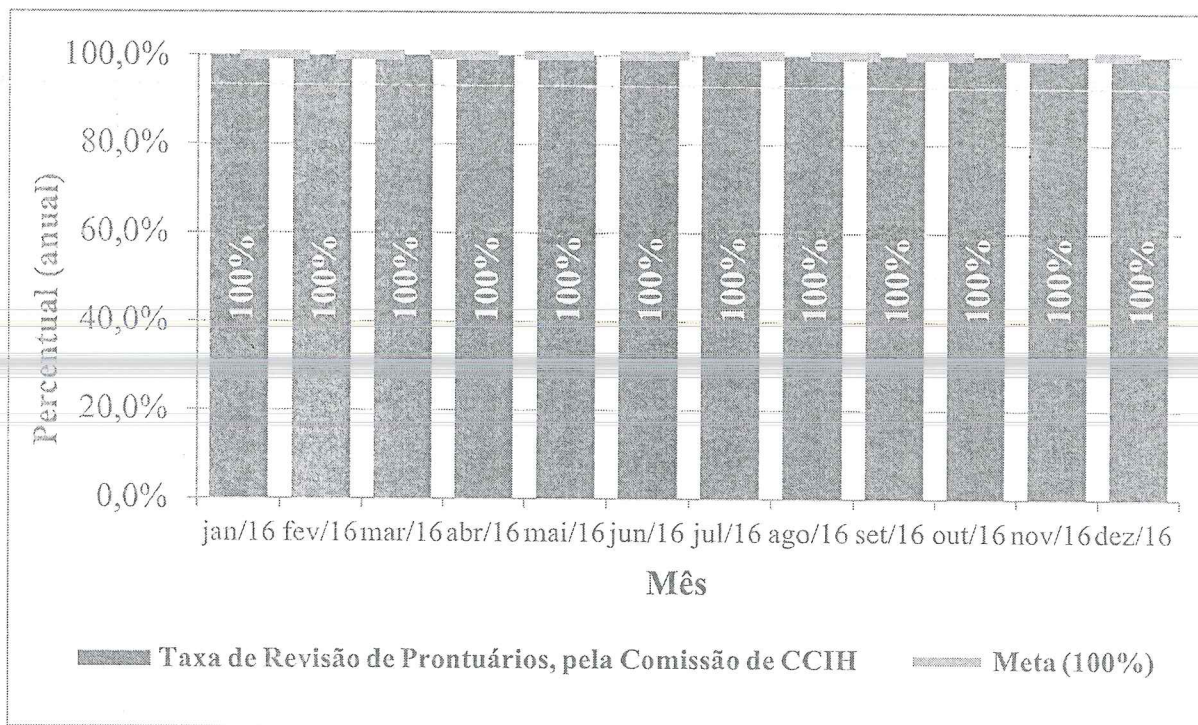 100,0%
80,0%
60,0%
40,0%
20,0%
0,0%
Percentual (anual)
100% 100% 100% 100% 100% 100% 100% 100% 100% 100% 100% 100%
jan/16 fev/16 mar/16 abr/16 mai/16 jun/16 jul/16 ago/16 set/16 out/16 nov/16 dez/16
Mês
Taxa de Revisão de Prontuários, pela Comissão de CCIH Meta (100%)